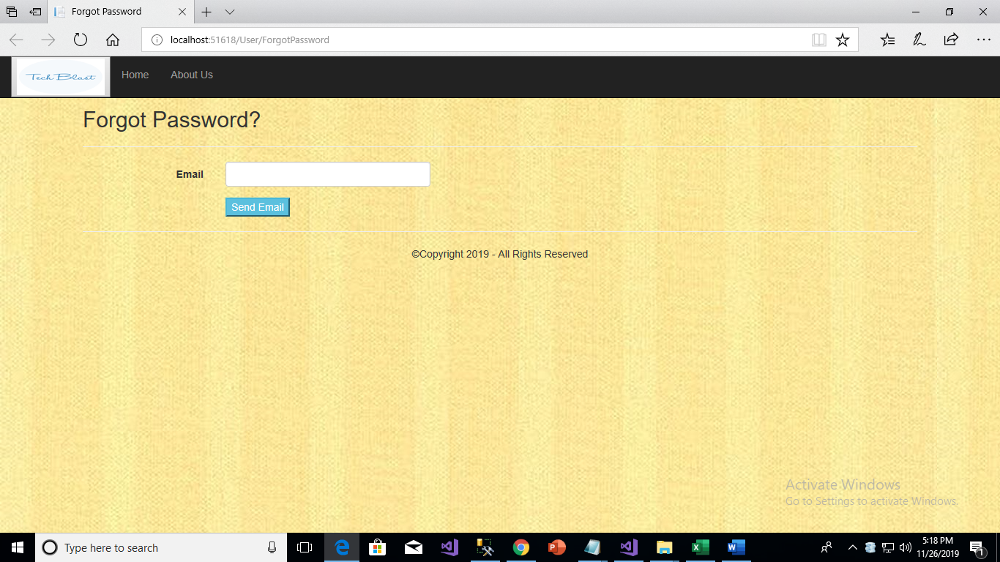 Forgot Password
localhost:51618/User/ForgotPassword
Tech Blast
Home
About Us
Forgot Password?
Email
Send Email
©Copyright 2019 - All Rights Reserved
Activate Windows
Go to Settings to activate Windows.
Type here to search
5:18 PM
11/26/2019
1